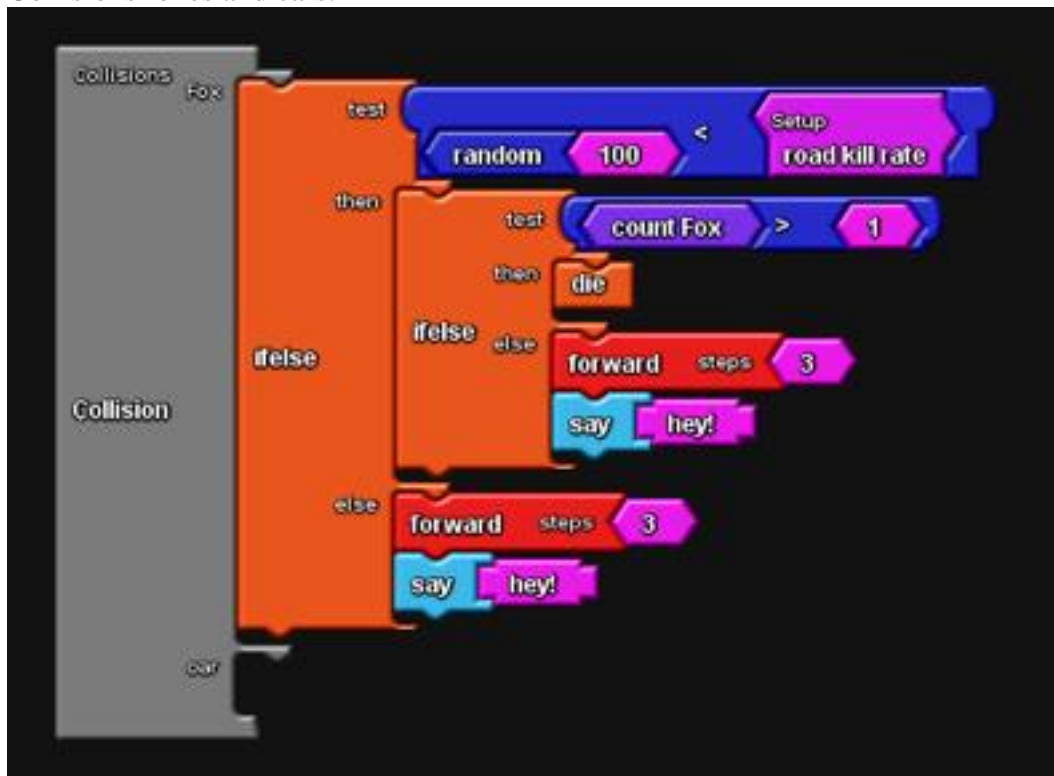 Collisions
Fox
test
random 100 < Setup road kill rate
then
test
count Fox > 1
then
die
ifelse
else
forward steps 3
say hey!
ifelse
Collision
else
forward steps 3
say hey!
car